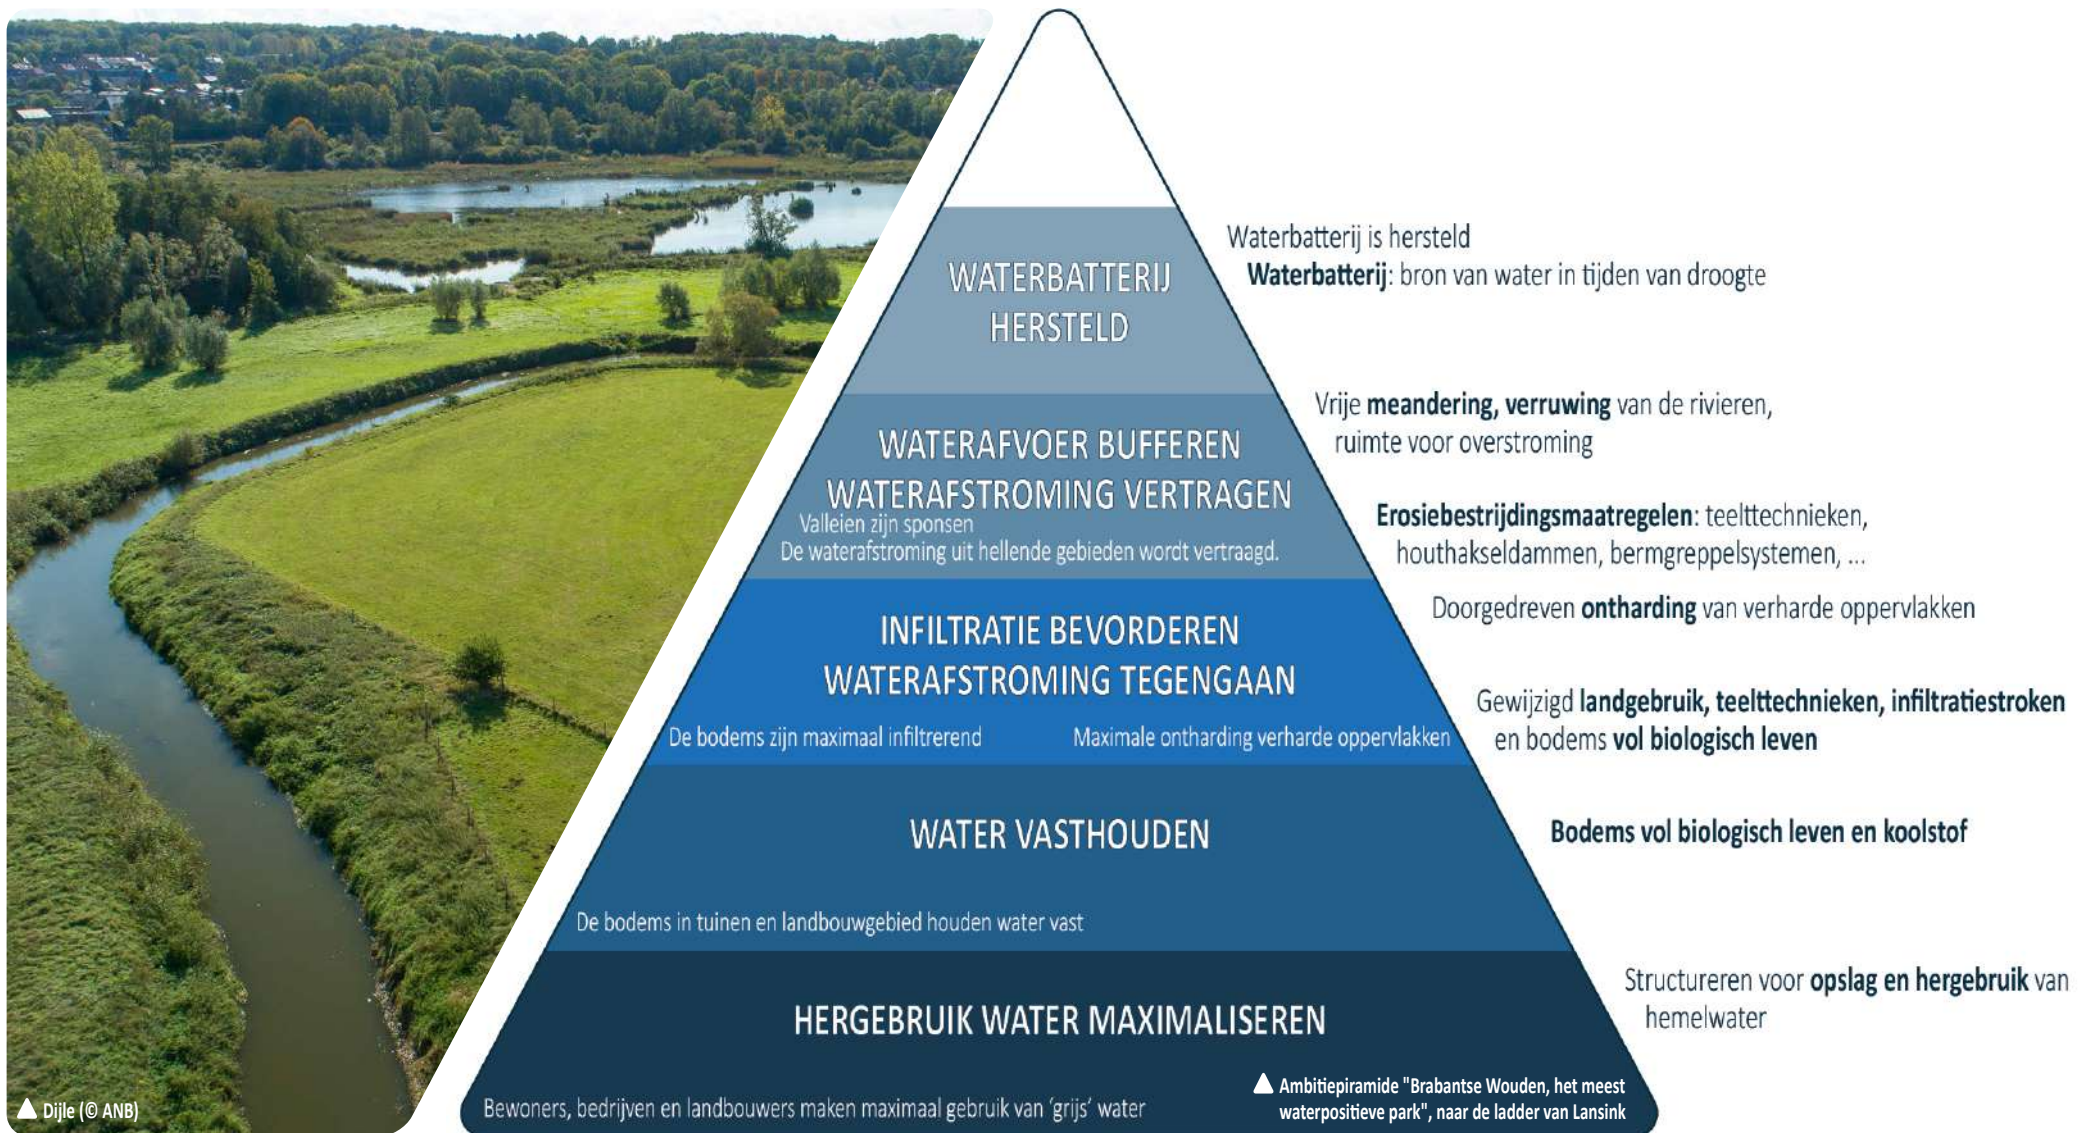 WATERBATTERIJ
HERSTELD
Waterbatterij is hersteld
Waterbatterij: bron van water in tijden van droogte
WATERAFVOER BUFFEREN
WATERAFSTROMING VERTRAGEN
Valleien zijn sponsen
De waterafstroming uit hellende gebieden wordt vertraagd.
Vrije meandering, verruwing van de rivieren,
ruimte voor overstroming
Erosiebestrijdingsmaatregelen: teelttechnieken,
houthakseldammen, bermgreppelsystemen, ...
INFILTRATIE BEVORDEREN
WATERAFSTROMING TEGENGAAN
De bodems zijn maximaal infiltrerend
Maximale ontharding verharde oppervlakken
Doorgedreven ontharding van verharde oppervlakken
Gewijzigd landgebruik, teelttechnieken, infiltratiestroken
en bodems vol biologisch leven
WATER VASTHOUDEN
De bodems in tuinen en landbouwgebied houden water vast
Bodems vol biologisch leven en koolstof
HERGEBRUIK WATER MAXIMALISEREN
Bewoners, bedrijven en landbouwers maken maximaal gebruik van ‘grijs’ water
Structureren voor opslag en hergebruik van
hemelwater
Ambitiepiramide "Brabantse Wouden, het meest
waterpositieve park", naar de ladder van Lansink
Dijle (© ANB)